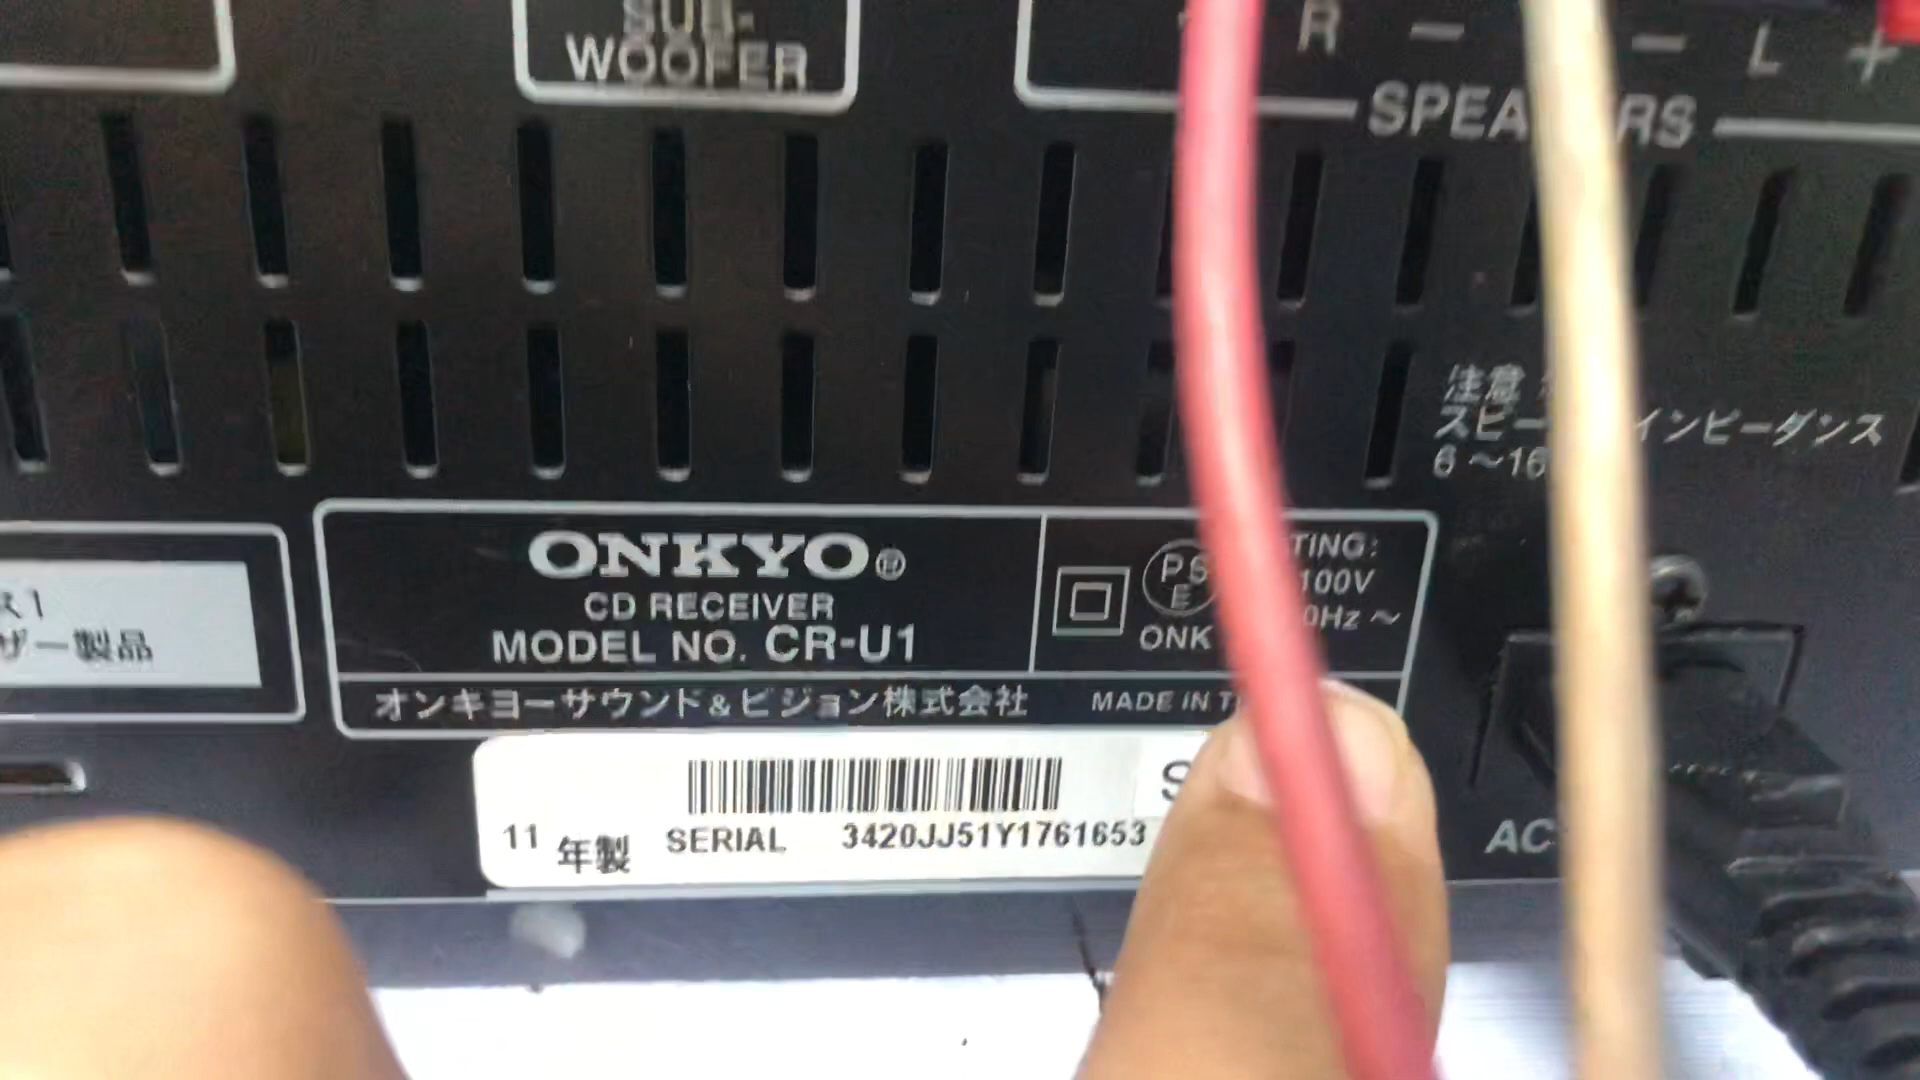 SUB-
WOOFER
R − − L +
SPEA RS
注意
スピー インピーダンス
6 ～16
ス1
ザー製品
ONKYO®
CD RECEIVER
MODEL NO. CR-U1
PS
E
ONK
TING:
100V
0Hz ～
オンキヨーサウンド&ビジョン株式会社
MADE IN
11 年製 SERIAL 3420JJ51Y1761653
S
AC